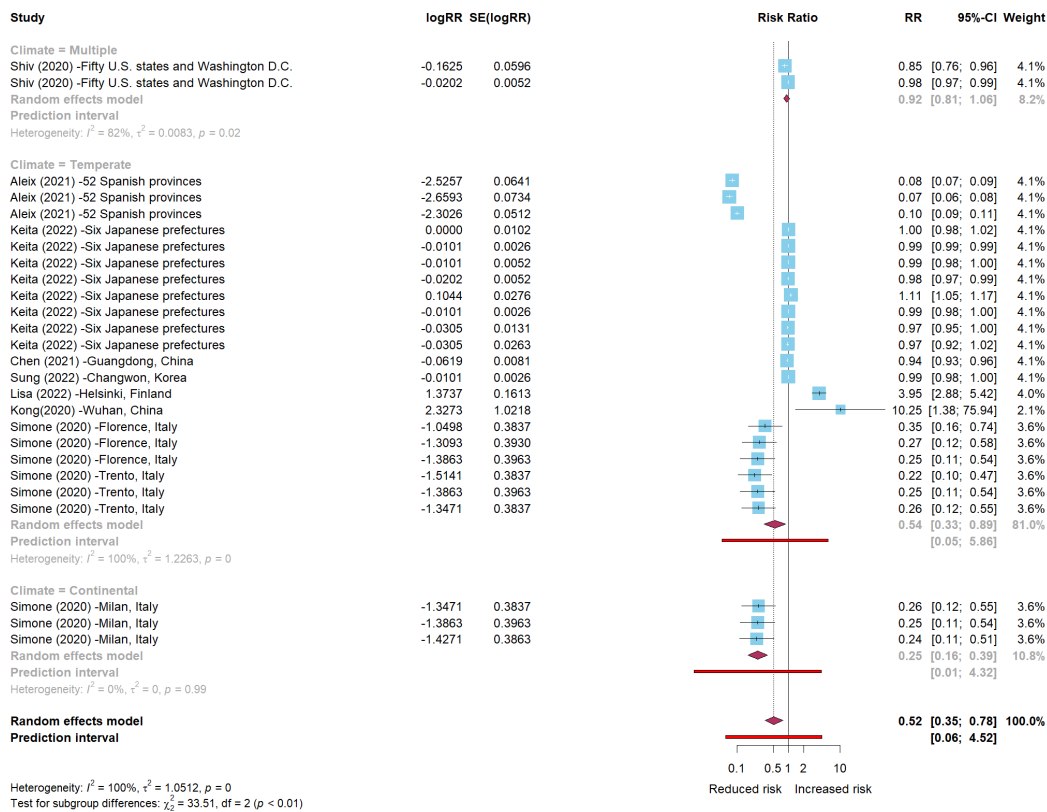 Study logRR SE(logRR) Risk Ratio RR 95%-CI Weight
Climate = Multiple
Shiv (2020) -Fifty U.S. states and Washington D.C. -0.1625 0.0596 0.85 [0.76; 0.96] 4.1%
Shiv (2020) -Fifty U.S. states and Washington D.C. -0.0202 0.0052 0.98 [0.97; 0.99] 4.1%
Random effects model 0.92 [0.81; 1.06] 8.2%
Prediction interval
Heterogeneity: I² = 82%, τ² = 0.0083, p = 0.02
Climate = Temperate
Aleix (2021) -52 Spanish provinces -2.5257 0.0641 0.08 [0.07; 0.09] 4.1%
Aleix (2021) -52 Spanish provinces -2.6593 0.0734 0.07 [0.06; 0.08] 4.1%
Aleix (2021) -52 Spanish provinces -2.3026 0.0512 0.10 [0.09; 0.11] 4.1%
Keita (2022) -Six Japanese prefectures 0.0000 0.0102 1.00 [0.98; 1.02] 4.1%
Keita (2022) -Six Japanese prefectures -0.0101 0.0026 0.99 [0.99; 0.99] 4.1%
Keita (2022) -Six Japanese prefectures -0.0101 0.0052 0.99 [0.98; 1.00] 4.1%
Keita (2022) -Six Japanese prefectures -0.0202 0.0052 0.98 [0.97; 0.99] 4.1%
Keita (2022) -Six Japanese prefectures 0.1044 0.0276 1.11 [1.05; 1.17] 4.1%
Keita (2022) -Six Japanese prefectures -0.0101 0.0026 0.99 [0.98; 1.00] 4.1%
Keita (2022) -Six Japanese prefectures -0.0305 0.0131 0.97 [0.95; 1.00] 4.1%
Keita (2022) -Six Japanese prefectures -0.0305 0.0263 0.97 [0.92; 1.02] 4.1%
Chen (2021) -Guangdong, China -0.0619 0.0081 0.94 [0.93; 0.96] 4.1%
Sung (2022) -Changwon, Korea -0.0101 0.0026 0.99 [0.98; 1.00] 4.1%
Lisa (2022) -Helsinki, Finland 1.3737 0.1613 3.95 [2.88; 5.42] 4.0%
Kong(2020) -Wuhan, China 2.3273 1.0218 10.25 [1.38; 75.94] 2.1%
Simone (2020) -Florence, Italy -1.0498 0.3837 0.35 [0.16; 0.74] 3.6%
Simone (2020) -Florence, Italy -1.3093 0.3930 0.27 [0.12; 0.58] 3.6%
Simone (2020) -Florence, Italy -1.3863 0.3963 0.25 [0.11; 0.54] 3.6%
Simone (2020) -Trento, Italy -1.5141 0.3837 0.22 [0.10; 0.47] 3.6%
Simone (2020) -Trento, Italy -1.3863 0.3963 0.25 [0.11; 0.54] 3.6%
Simone (2020) -Trento, Italy -1.3471 0.3837 0.26 [0.12; 0.55] 3.6%
Random effects model 0.54 [0.33; 0.89] 81.0%
Prediction interval [0.05; 5.86]
Heterogeneity: I² = 100%, τ² = 1.2263, p = 0
Climate = Continental
Simone (2020) -Milan, Italy -1.3471 0.3837 0.26 [0.12; 0.55] 3.6%
Simone (2020) -Milan, Italy -1.3863 0.3963 0.25 [0.11; 0.54] 3.6%
Simone (2020) -Milan, Italy -1.4271 0.3863 0.24 [0.11; 0.51] 3.6%
Random effects model 0.25 [0.16; 0.39] 10.8%
Prediction interval [0.01; 4.32]
Heterogeneity: I² = 0%, τ² = 0, p = 0.99
Random effects model 0.52 [0.35; 0.78] 100.0%
Prediction interval [0.06; 4.52]
0.1 0.5 1 2 10
Heterogeneity: I² = 100%, τ² = 1.0512, p = 0
Reduced risk Increased risk
Test for subgroup differences: χ₂² = 33.51, df = 2 (p < 0.01)